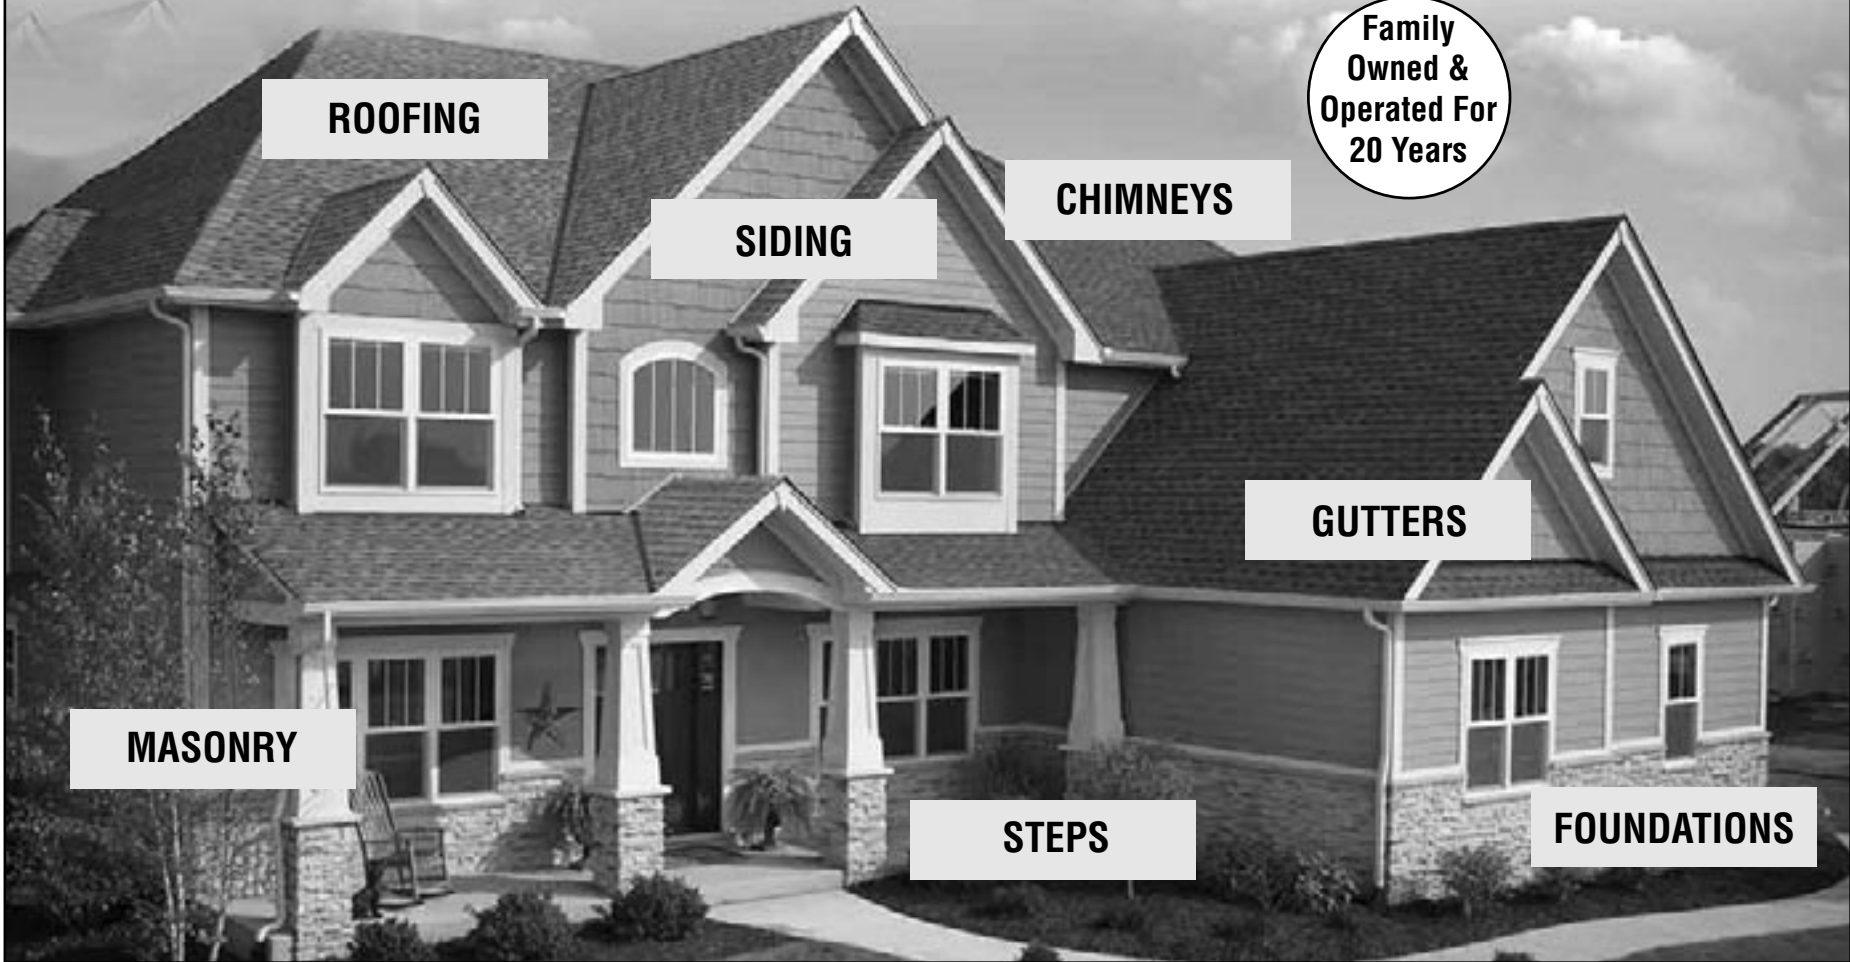 Family
Owned &
Operated For
20 Years
ROOFING
CHIMNEYS
SIDING
GUTTERS
MASONRY
STEPS
FOUNDATIONS